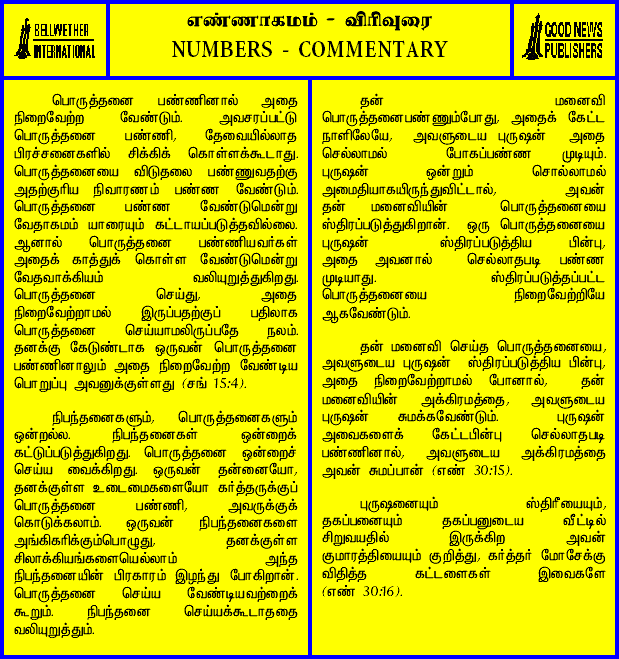 BELLWETHER
INTERNATIONAL
எண்ணாகமம் - விரிவுரை
NUMBERS - COMMENTARY
GOOD NEWS
PUBLISHERS
பொருத்தனை பண்ணினால் அதை
நிறைவேற்ற வேண்டும். அவசரப்பட்டு
பொருத்தனை பண்ணி, தேவையில்லாத
பிரச்சனைகளில் சிக்கிக் கொள்ளக்கூடாது.
பொருத்தனையை விடுதலை பண்ணுவதற்கு
அதற்குரிய நிவாரணம் பண்ண வேண்டும்.
பொருத்தனை பண்ண வேண்டுமென்று
வேதாகமம் யாரையும் கட்டாயப்படுத்தவில்லை.
ஆனால் பொருத்தனை பண்ணியவர்கள்
அதைக் காத்துக் கொள்ள வேண்டுமென்று
வேதவாக்கியம் வலியுறுத்துகிறது.
பொருத்தனை செய்து, அதை
நிறைவேற்றாமல் இருப்பதற்குப் பதிலாக
பொருத்தனை செய்யாமலிருப்பதே நலம்.
தனக்கு கேடுண்டாக ஒருவன் பொருத்தனை
பண்ணினாலும் அதை நிறைவேற்ற வேண்டிய
பொறுப்பு அவனுக்குள்ளது (சங் 15:4).
நிபந்தனைகளும், பொருத்தனைகளும்
ஒன்றல்ல. நிபந்தனைகள் ஒன்றைக்
கட்டுப்படுத்துகிறது. பொருத்தனை ஒன்றைச்
செய்ய வைக்கிறது. ஒருவன் தன்னையோ,
தனக்குள்ள உடைமைகளையோ கர்த்தருக்குப்
பொருத்தனை பண்ணி, அவருக்குக்
கொடுக்கலாம். ஒருவன் நிபந்தனைகளை
அங்கிகரிக்கும்பொழுது, தனக்குள்ள
சிலாக்கியங்களையெல்லாம் அந்த
நிபந்தனையின் பிரகாரம் இழந்து போகிறான்.
பொருத்தனை செய்ய வேண்டியவற்றைக்
கூறும். நிபந்தனை செய்யக்கூடாததை
வலியுறுத்தும்.
தன் மனைவி
பொருத்தனைபண்ணும்போது, அதைக் கேட்ட
நாளிலேயே, அவளுடைய புருஷன் அதை
செல்லாமல் போகப்பண்ண முடியும்.
புருஷன் ஒன்றும் சொல்லாமல்
அமைதியாகயிருந்துவிட்டால், அவன்
தன் மனைவியின் பொருத்தனையை
ஸ்திரப்படுத்துகிறான். ஒரு பொருத்தனையை
புருஷன் ஸ்திரப்படுத்திய பின்பு,
அதை அவனால் செல்லாதபடி பண்ண
முடியாது. ஸ்திரப்படுத்தப்பட்ட
பொருத்தனையை நிறைவேற்றியே
ஆகவேண்டும்.
தன் மனைவி செய்த பொருத்தனையை,
அவளுடைய புருஷன் ஸ்திரப்படுத்திய பின்பு,
அதை நிறைவேற்றாமல் போனால், தன்
மனைவியின் அக்கிரமத்தை, அவளுடைய
புருஷன் சுமக்கவேண்டும். புருஷன்
அவைகளைக் கேட்டபின்பு செல்லாதபடி
பண்ணினால், அவளுடைய அக்கிரமத்தை
அவன் சுமப்பான் (எண் 30:15).
புருஷனையும் ஸ்திரீயையும்,
தகப்பனையும் தகப்பனுடைய வீட்டில்
சிறுவயதில் இருக்கிற அவன்
குமாரத்தியையும் குறித்து, கர்த்தர் மோசேக்கு
விதித்த கட்டளைகள் இவைகளே
(எண் 30:16).